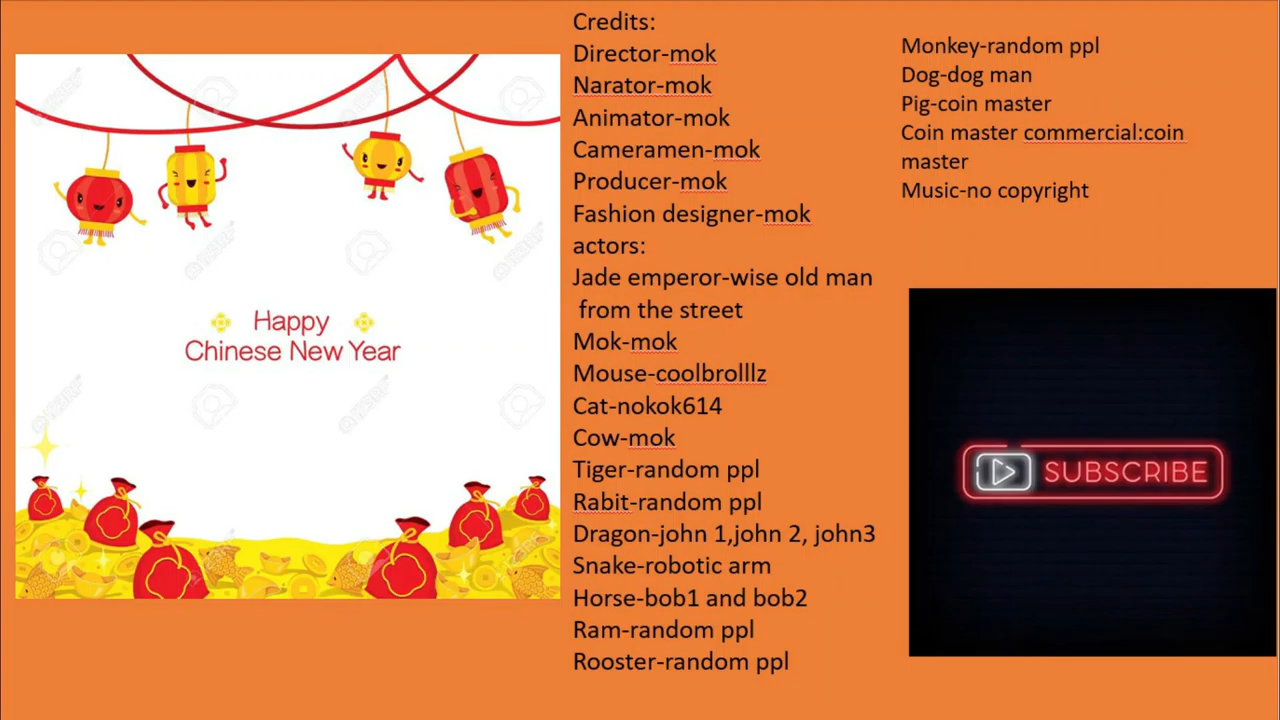 Happy
Chinese New Year
Credits:
Director-mok
Narator-mok
Animator-mok
Cameramen-mok
Producer-mok
Fashion designer-mok
actors:
Jade emperor-wise old man
from the street
Mok-mok
Mouse-coolbrolllz
Cat-nokok614
Cow-mok
Tiger-random ppl
Rabit-random ppl
Dragon-john 1,john 2, john3
Snake-robotic arm
Horse-bob1 and bob2
Ram-random ppl
Rooster-random ppl
Monkey-random ppl
Dog-dog man
Pig-coin master
Coin master commercial:coin
master
Music-no copyright
SUBSCRIBE